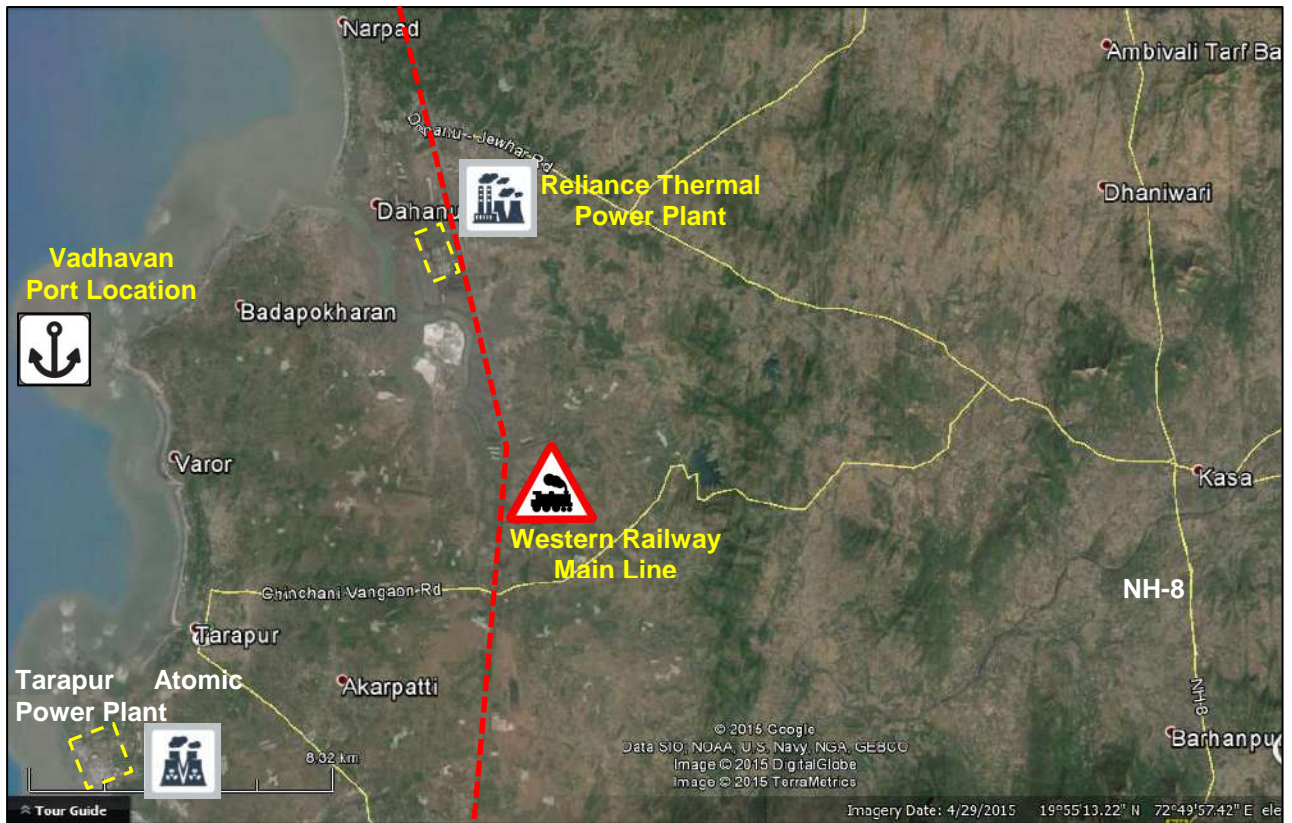 Narpad
Ambivali Tarf Ba
Jewhar Rd
Reliance Thermal
Power Plant
Dhaniwari
Dahanu
Vadhavan
Port Location
Badapokharan
Varor
Kasa
Western Railway
Main Line
NH-8
Chinchani Vangaon Rd
Tarapur
Tarapur Atomic
Power Plant
Akarpatti
NH-8
Barhanpu
© 2015 Google
Data SIO, NOAA, U.S. Navy, NGA, GEBCO
Image © 2015 DigitalGlobe
Image © 2015 TerraMetrics
8.32 km
Tour Guide
Imagery Date: 4/29/2015 19°55'13.22" N 72°49'57.42" E ele